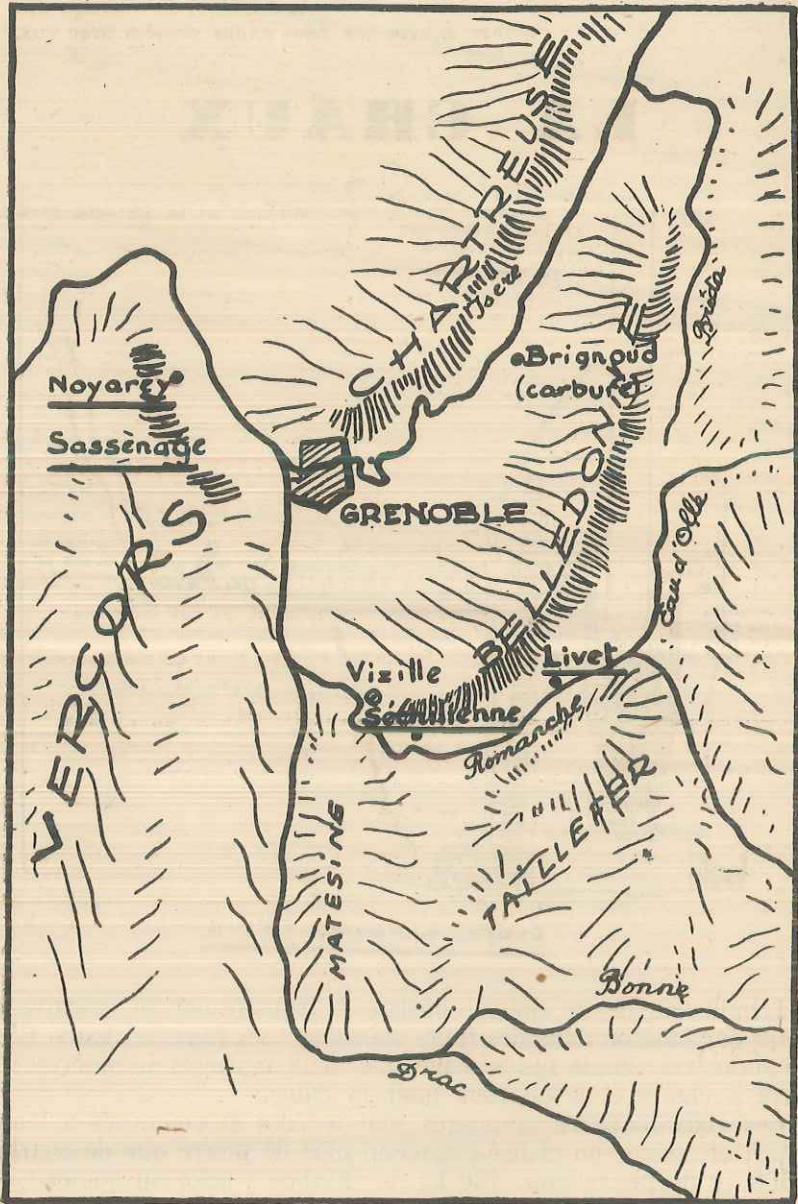 CHARTREUSE
Isère
Bréda
Brignoud
(carbure)
Noyarey
Sassenage
GRENOBLE
BELLEDONNE
VERCORS
Eau d'Olle
Livet
Vizille
Séchilienne
Romanche
TAILLEFER
MATESINE
Bonne
Drac